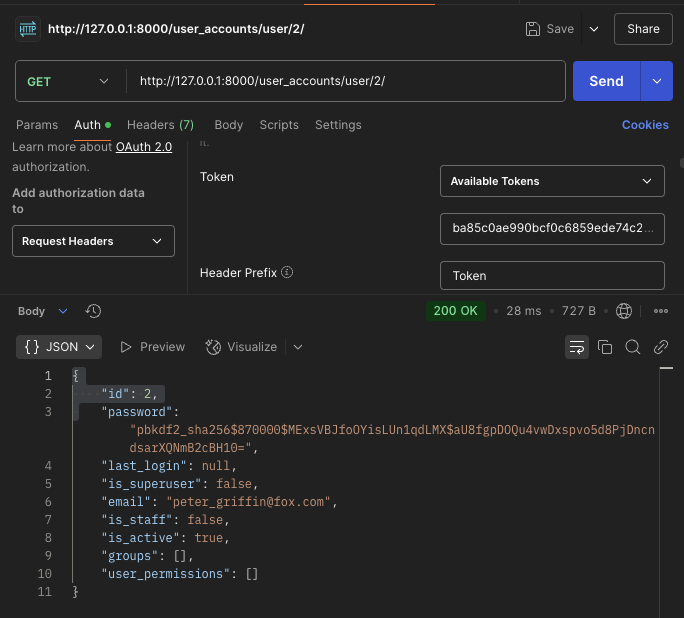 HTTP http://127.0.0.1:8000/user_accounts/user/2/ Save Share
GET http://127.0.0.1:8000/user_accounts/user/2/ Send
Params Auth Headers (7) Body Scripts Settings Cookies
Learn more about OAuth 2.0
authorization.
Add authorization data
to
Request Headers
it.
Token Available Tokens
ba85c0ae990bcf0c6859ede74c2...
Header Prefix Token
Body 200 OK • 28 ms • 727 B
{} JSON Preview Visualize
1 {
2 "id": 2,
3 "password":
"pbkdf2_sha256$870000$MExsVBJfoOYisLUn1qdLMX$aU8fgpDOQu4vwDxspvo5d8PjDncn
dsarXQNmB2cBH10=",
4 "last_login": null,
5 "is_superuser": false,
6 "email": "peter_griffin@fox.com",
7 "is_staff": false,
8 "is_active": true,
9 "groups": [],
10 "user_permissions": []
11 }